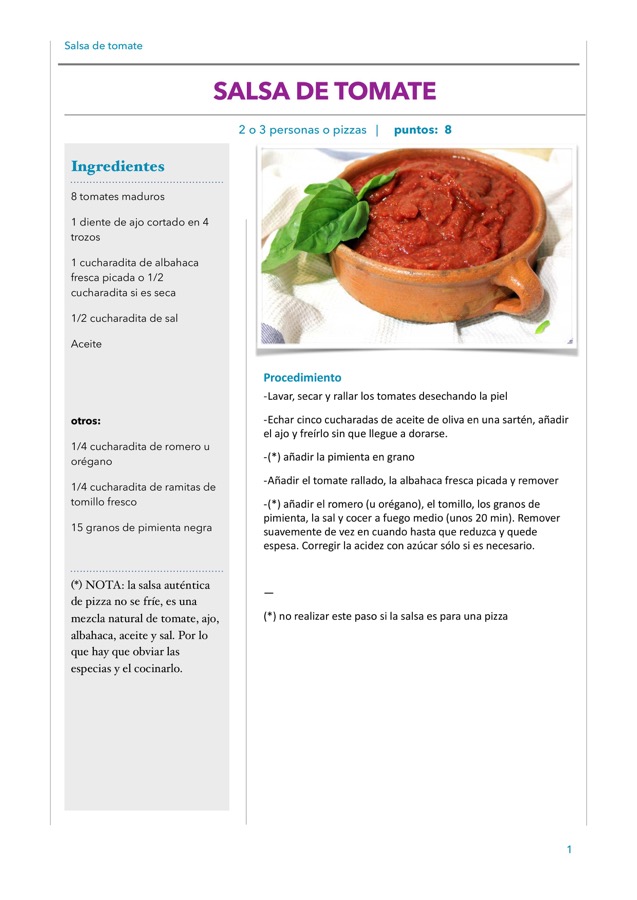 Salsa de tomate
SALSA DE TOMATE
2 o 3 personas o pizzas | puntos: 8
Ingredientes
8 tomates maduros
1 diente de ajo cortado en 4
trozos
1 cucharadita de albahaca
fresca picada o 1/2
cucharadita si es seca
1/2 cucharadita de sal
Aceite
otros:
1/4 cucharadita de romero u
orégano
1/4 cucharadita de ramitas de
tomillo fresco
15 granos de pimienta negra
(*) NOTA: la salsa auténtica
de pizza no se fríe, es una
mezcla natural de tomate, ajo,
albahaca, aceite y sal. Por lo
que hay que obviar las
especias y el cocinarlo.
Procedimiento
-Lavar, secar y rallar los tomates desechando la piel
-Echar cinco cucharadas de aceite de oliva en una sartén, añadir
el ajo y freírlo sin que llegue a dorarse.
-(*) añadir la pimienta en grano
-Añadir el tomate rallado, la albahaca fresca picada y remover
-(*) añadir el romero (u orégano), el tomillo, los granos de
pimienta, la sal y cocer a fuego medio (unos 20 min). Remover
suavemente de vez en cuando hasta que reduzca y quede
espesa. Corregir la acidez con azúcar sólo si es necesario.
—
(*) no realizar este paso si la salsa es para una pizza
1